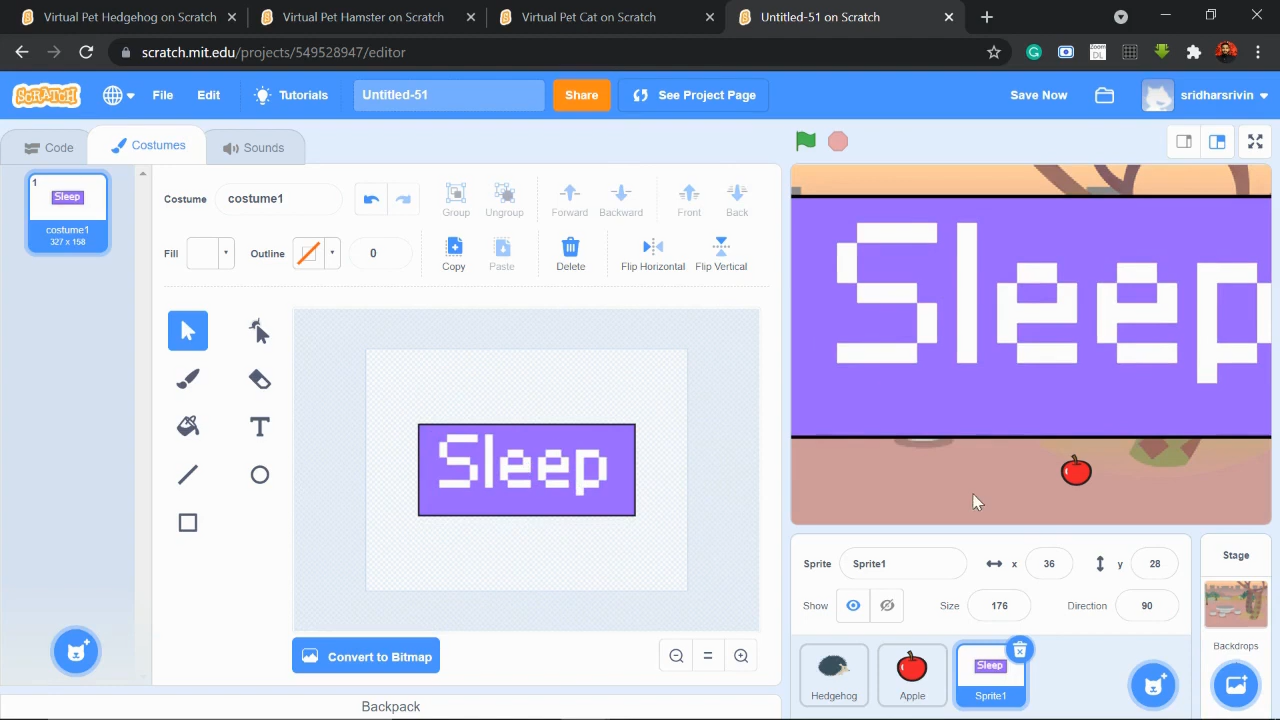 Virtual Pet Hedgehog on Scratch
Virtual Pet Hamster on Scratch
Virtual Pet Cat on Scratch
Untitled-51 on Scratch
scratch.mit.edu/projects/549528947/editor
Zoom
DL
SCRATCH
File
Edit
Tutorials
Untitled-51
Share
See Project Page
Save Now
sridharsrivin
Code
Costumes
Sounds
1
Sleep
costume1
327 x 158
Costume
costume1
Group
Ungroup
Forward
Backward
Front
Back
Fill
Outline
0
Copy
Paste
Delete
Flip Horizontal
Flip Vertical
T
Sleep
Convert to Bitmap
Backpack
Sleep
Sprite
Sprite1
x
36
y
28
Show
Size
176
Direction
90
Hedgehog
Apple
Sleep
Sprite1
Stage
Backdrops